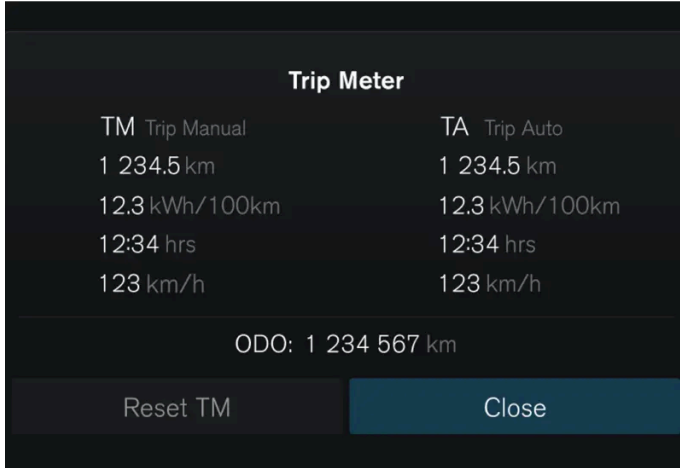 Trip Meter
TM Trip Manual
1 234.5 km
12.3 kWh/100km
12:34 hrs
123 km/h
TA Trip Auto
1 234.5 km
12.3 kWh/100km
12:34 hrs
123 km/h
ODO: 1 234 567 km
Reset TM
Close